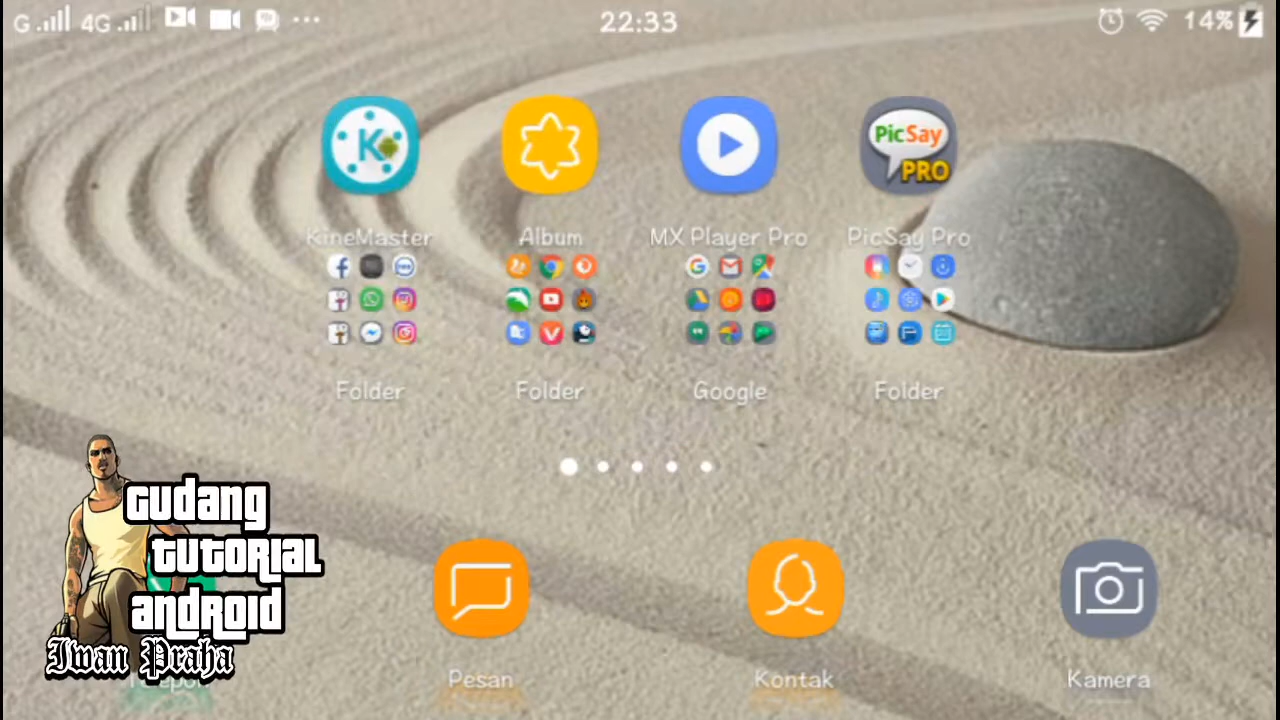 G 4G 22:33 14%
KineMaster Album MX Player Pro PicSay Pro
PicSay
PRO
Folder Folder Google Folder
Gudang
Tutorial
Android
Iwan Praha
Telepon Pesan Kontak Kamera